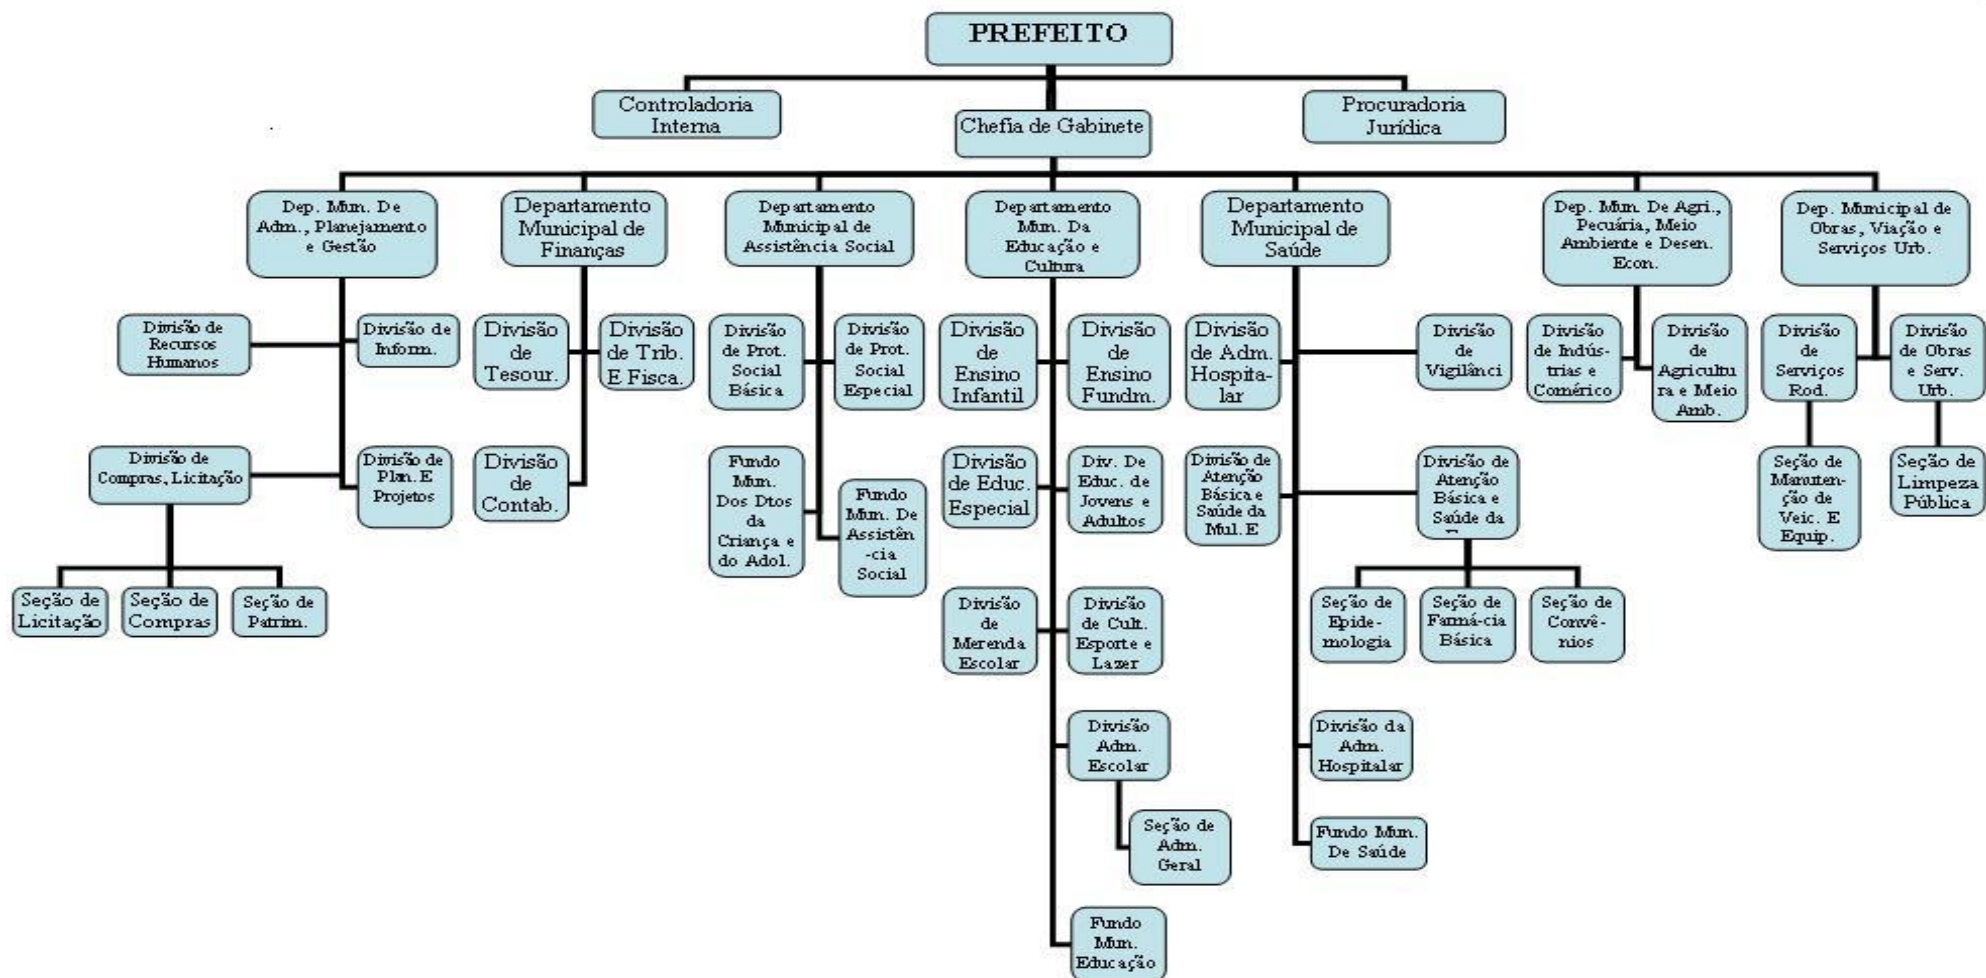 PREFEITO
Controladoria
Interna
Chefia de Gabinete
Procuradoria
Jurídica
Dep. Mun. De
Adm., Planejamento
e Gestão
Departamento
Municipal de
Finanças
Departamento
Municipal de
Assistência Social
Departamento
Mun. Da
Educação e
Cultura
Departamento
Municipal de
Saúde
Dep. Mun. De Agri.,
Pecuária, Meio
Ambiente e Desen.
Econ.
Dep. Municipal de
Obras, Viação e
Serviços Urb.
Divisão de
Recursos
Humanos
Divisão de
Inform.
Divisão
de
Tesour.
Divisão
de Trib.
E Fisca.
Divisão
de Prot.
Social
Básica
Divisão
de Prot.
Social
Especial
Divisão
de
Ensino
Infantil
Divisão
de
Ensino
Fundm.
Divisão
de Adm.
Hospita-
lar
Divisão
de
Vigilânci
Divisão
de Indús-
trias e
Comérico
Divisão
de
Agricultu
ra e Meio
Amb.
Divisão
de
Serviços
Rod.
Divisão
de Obras
e Serv.
Urb.
Divisão de
Compras, Licitação
Divisão de
Plan. E
Projetos
Divisão
de
Contab.
Fundo
Mun.
Dos Dtos
da
Criança e
do Adol.
Fundo
Mun. De
Assistên-
-cia
Social
Divisão
de Educ.
Especial
Div. De
Educ. de
Jovens e
Adultos
Divisão de
Atenção
Básica e
Saúde da
Mul. E
Divisão de
Atenção
Básica e
Saúde da
Seção de
Manuten-
ção de
Veic. E
Equip.
Seção de
Limpeza
Pública
Seção de
Licitação
Seção de
Compras
Seção de
Patrim.
Divisão
de
Merenda
Escolar
Divisão
de Cult.
Esporte e
Lazer
Seção de
Epide-
mologia
Seção de
Farmá-cia
Básica
Seção de
Convê-
nios
Divisão
Adm.
Escolar
Divisão da
Adm.
Hospitalar
Seção de
Adm.
Geral
Fundo Mun.
De Saúde
Fundo
Mun.
Educação